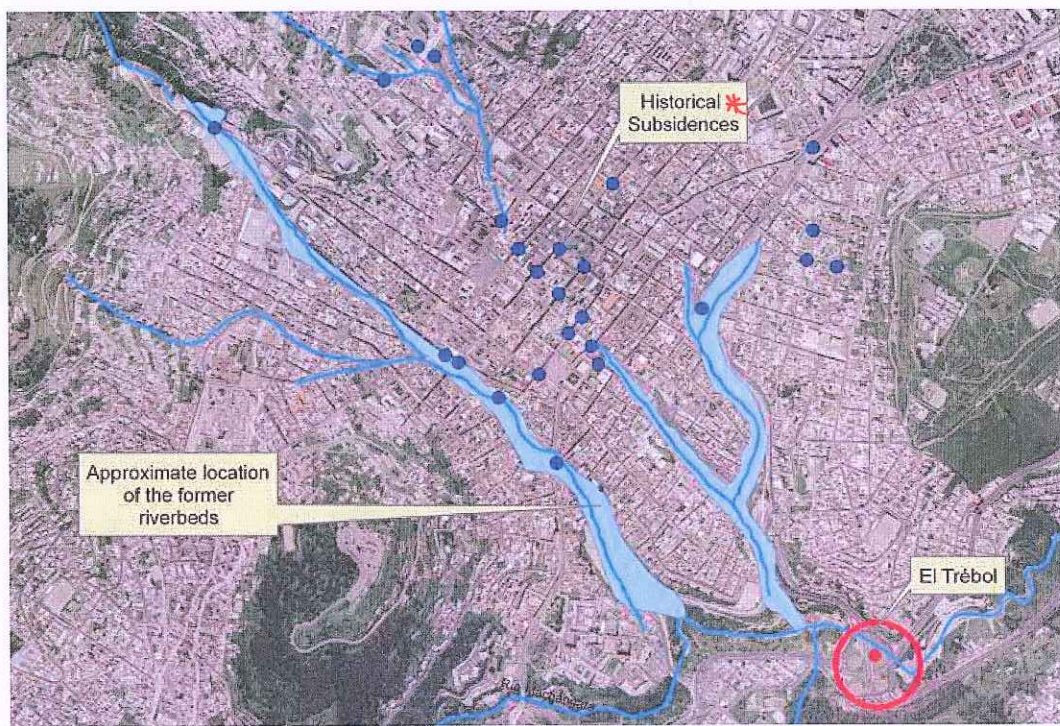 Historical
Subsidences
Approximate location
of the former
riverbeds
El Trébol